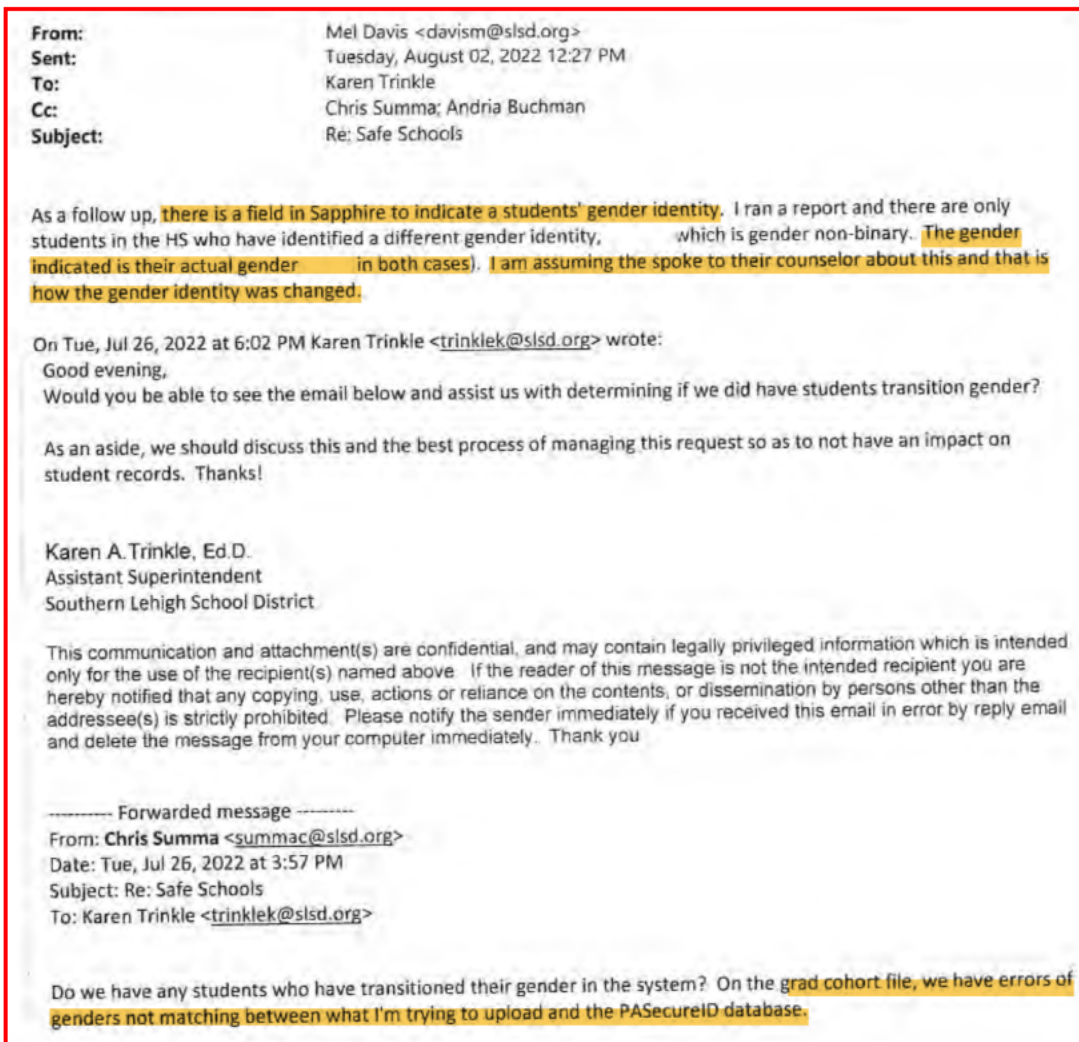 From: Mel Davis <davism@slsd.org>
Sent: Tuesday, August 02, 2022 12:27 PM
To: Karen Trinkle
Cc: Chris Summa; Andria Buchman
Subject: Re: Safe Schools
As a follow up, there is a field in Sapphire to indicate a students' gender identity. I ran a report and there are only
students in the HS who have identified a different gender identity, which is gender non-binary. The gender
indicated is their actual gender in both cases). I am assuming the spoke to their counselor about this and that is
how the gender identity was changed.
On Tue, Jul 26, 2022 at 6:02 PM Karen Trinkle <trinklek@slsd.org> wrote:
Good evening,
Would you be able to see the email below and assist us with determining if we did have students transition gender?
As an aside, we should discuss this and the best process of managing this request so as to not have an impact on
student records. Thanks!
Karen A.Trinkle, Ed.D.
Assistant Superintendent
Southern Lehigh School District
This communication and attachment(s) are confidential, and may contain legally privileged information which is intended
only for the use of the recipient(s) named above. If the reader of this message is not the intended recipient you are
hereby notified that any copying, use, actions or reliance on the contents, or dissemination by persons other than the
addressee(s) is strictly prohibited. Please notify the sender immediately if you received this email in error by reply email
and delete the message from your computer immediately. Thank you
---------- Forwarded message ---------
From: Chris Summa <summac@slsd.org>
Date: Tue, Jul 26, 2022 at 3:57 PM
Subject: Re: Safe Schools
To: Karen Trinkle <trinklek@slsd.org>
Do we have any students who have transitioned their gender in the system? On the grad cohort file, we have errors of
genders not matching between what I'm trying to upload and the PASecureID database.